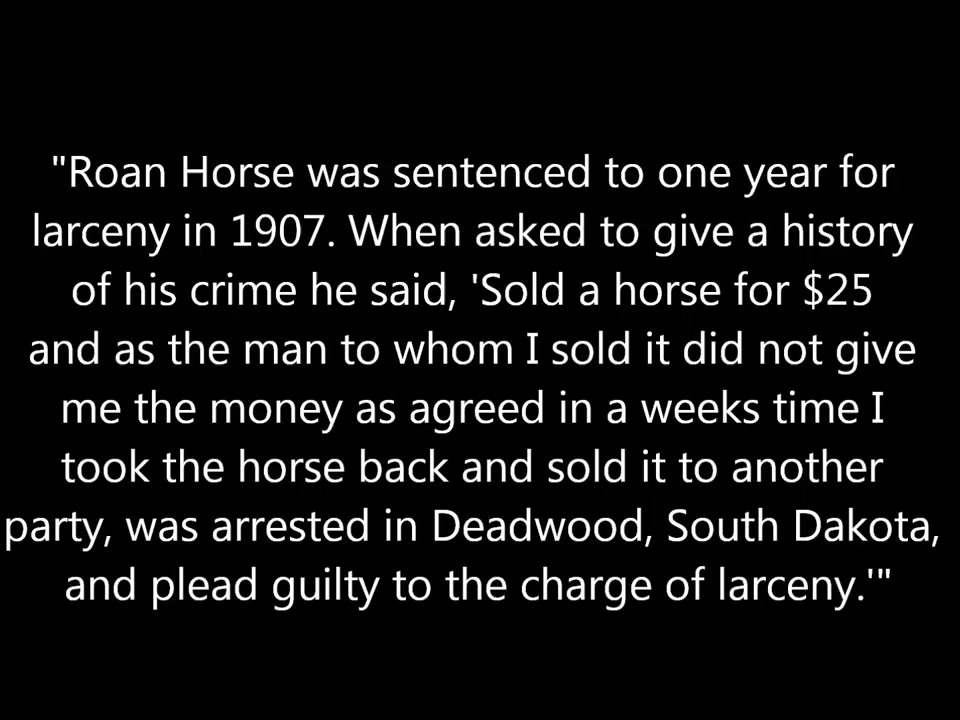 "Roan Horse was sentenced to one year for
larceny in 1907. When asked to give a history
of his crime he said, 'Sold a horse for $25
and as the man to whom I sold it did not give
me the money as agreed in a weeks time I
took the horse back and sold it to another
party, was arrested in Deadwood, South Dakota,
and plead guilty to the charge of larceny.'"